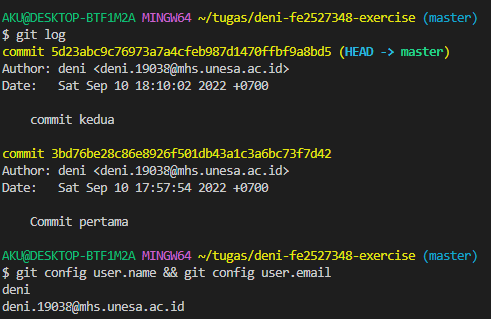 AKU@DESKTOP-BTF1M2A MINGW64 ~/tugas/deni-fe2527348-exercise (master)
$ git log
commit 5d23abc9c76973a7a4cfeb987d1470ffbf9a8bd5 (HEAD -> master)
Author: deni <deni.19038@mhs.unesa.ac.id>
Date:   Sat Sep 10 18:10:02 2022 +0700

    commit kedua

commit 3bd76be28c86e8926f501db43a1c3a6bc73f7d42
Author: deni <deni.19038@mhs.unesa.ac.id>
Date:   Sat Sep 10 17:57:54 2022 +0700

    Commit pertama

AKU@DESKTOP-BTF1M2A MINGW64 ~/tugas/deni-fe2527348-exercise (master)
$ git config user.name && git config user.email
deni
deni.19038@mhs.unesa.ac.id